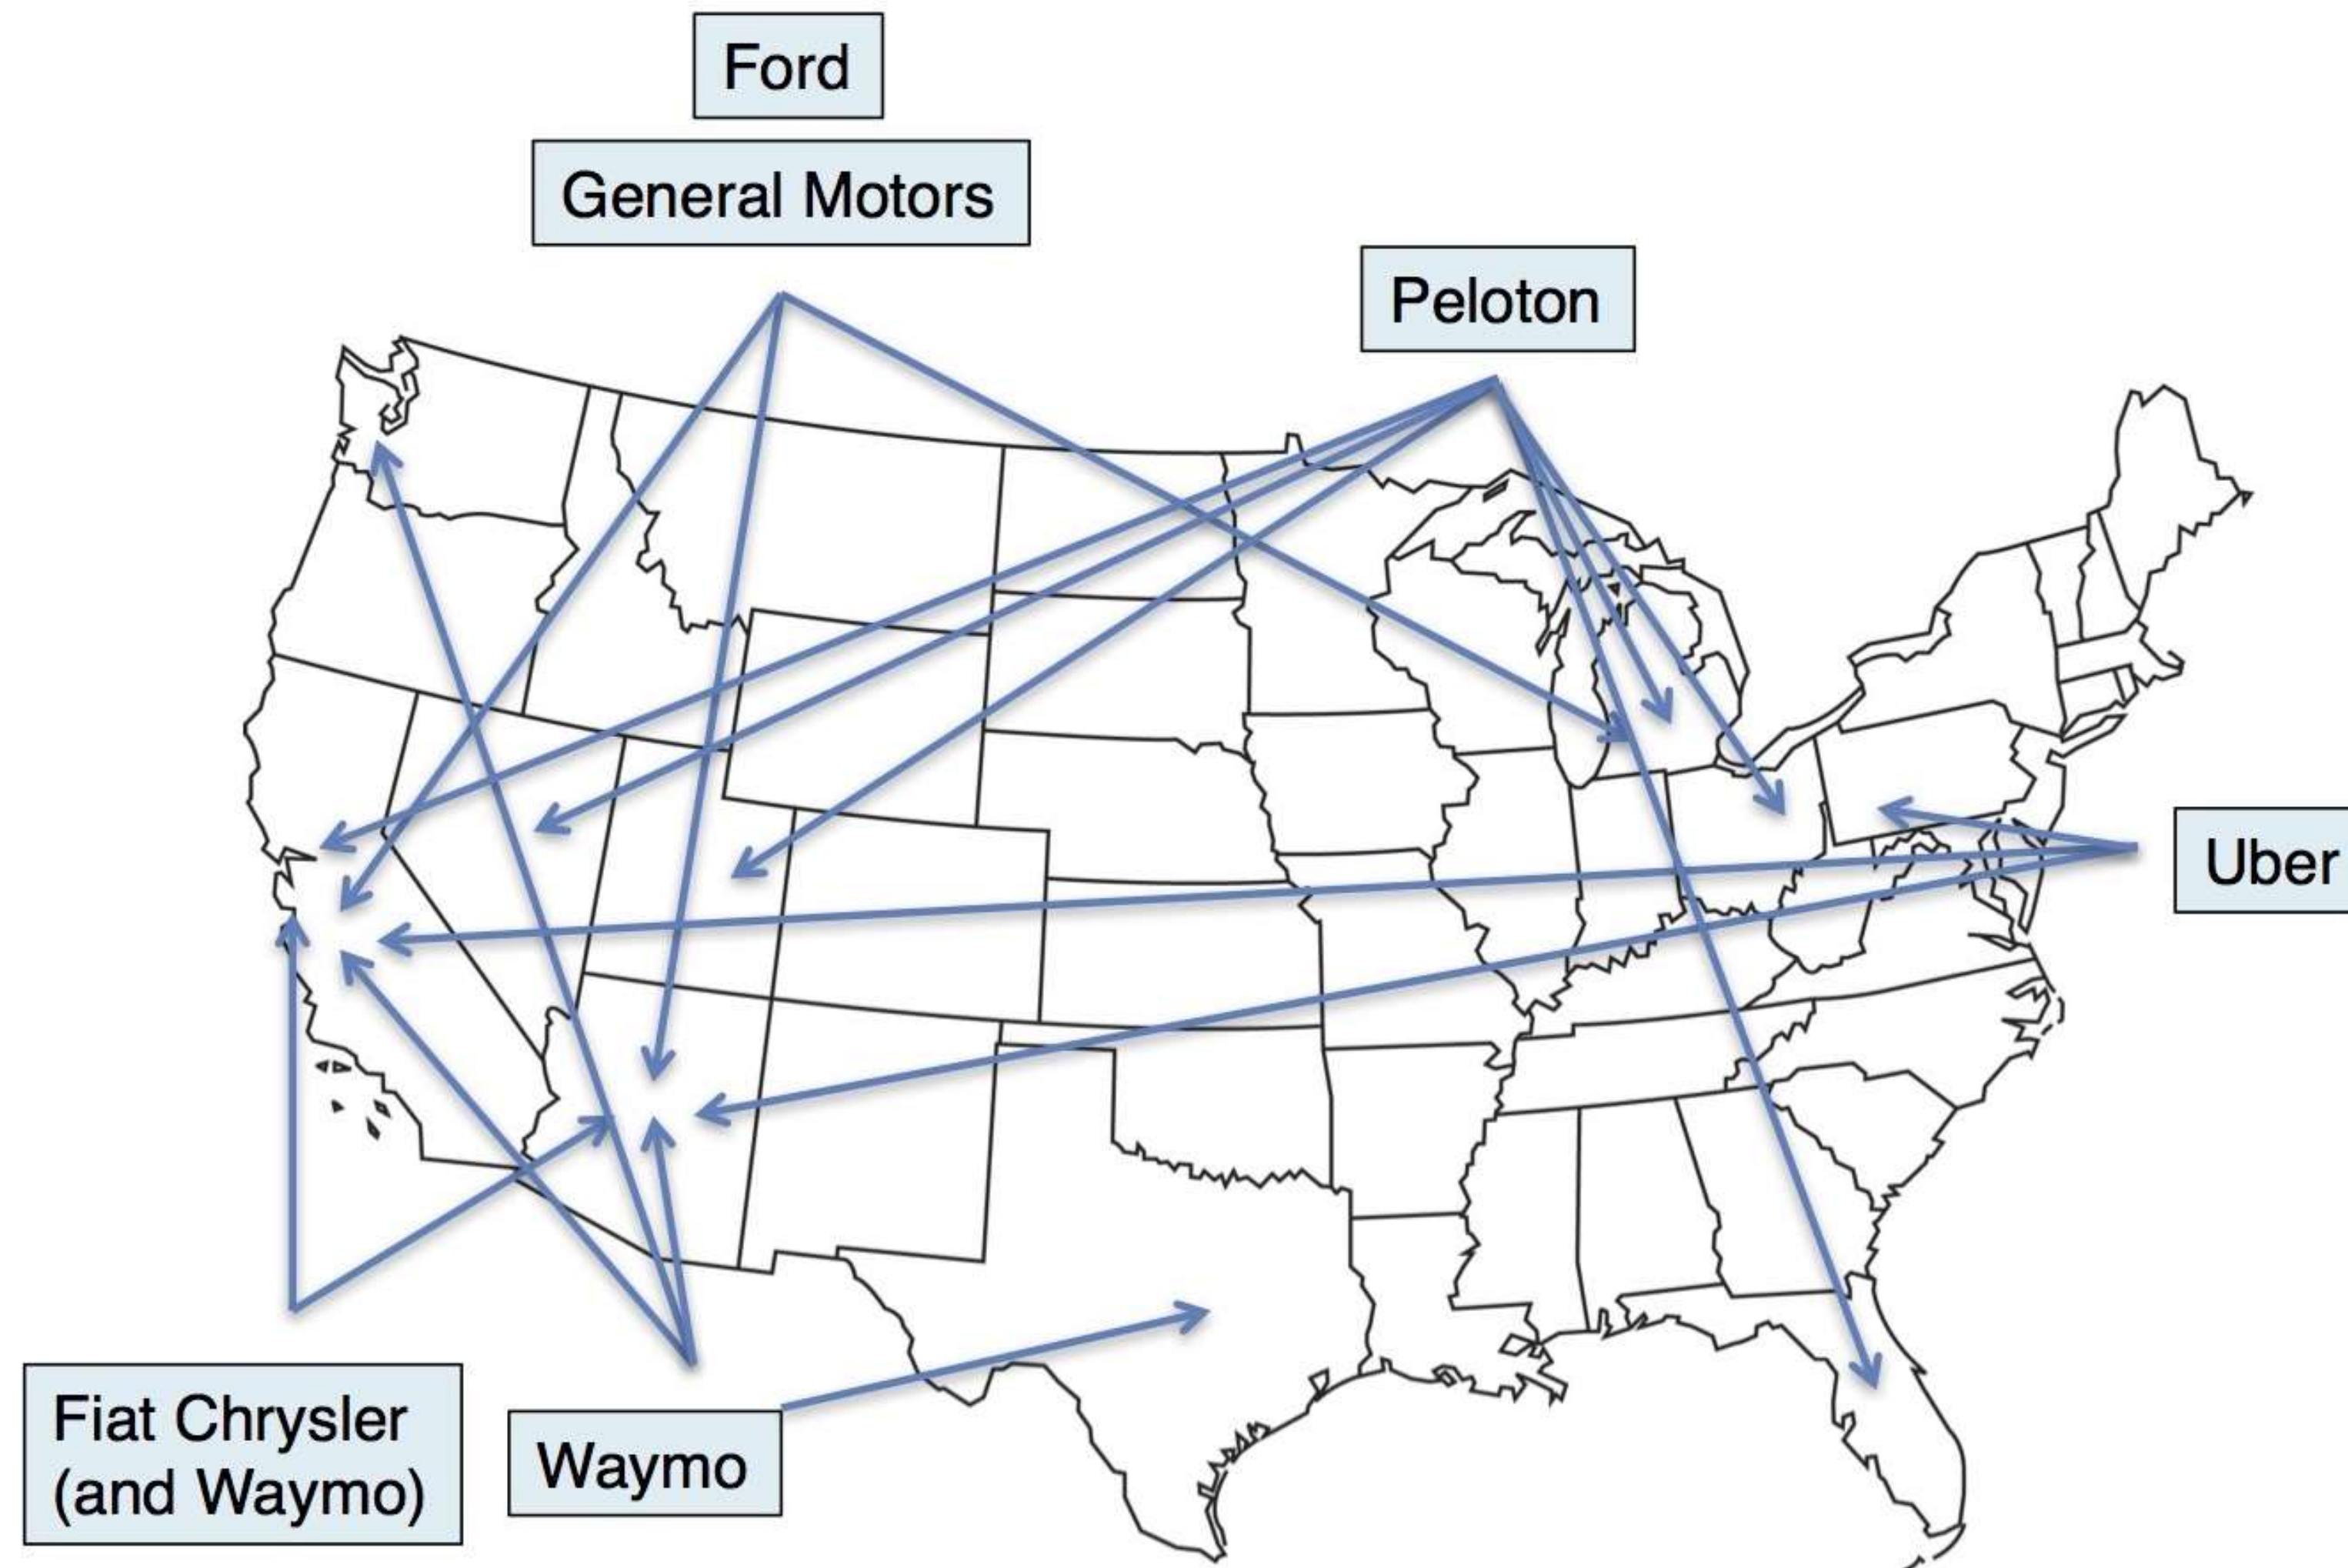 Ford
General Motors
Peloton
Uber
Fiat Chrysler
(and Waymo)
Waymo